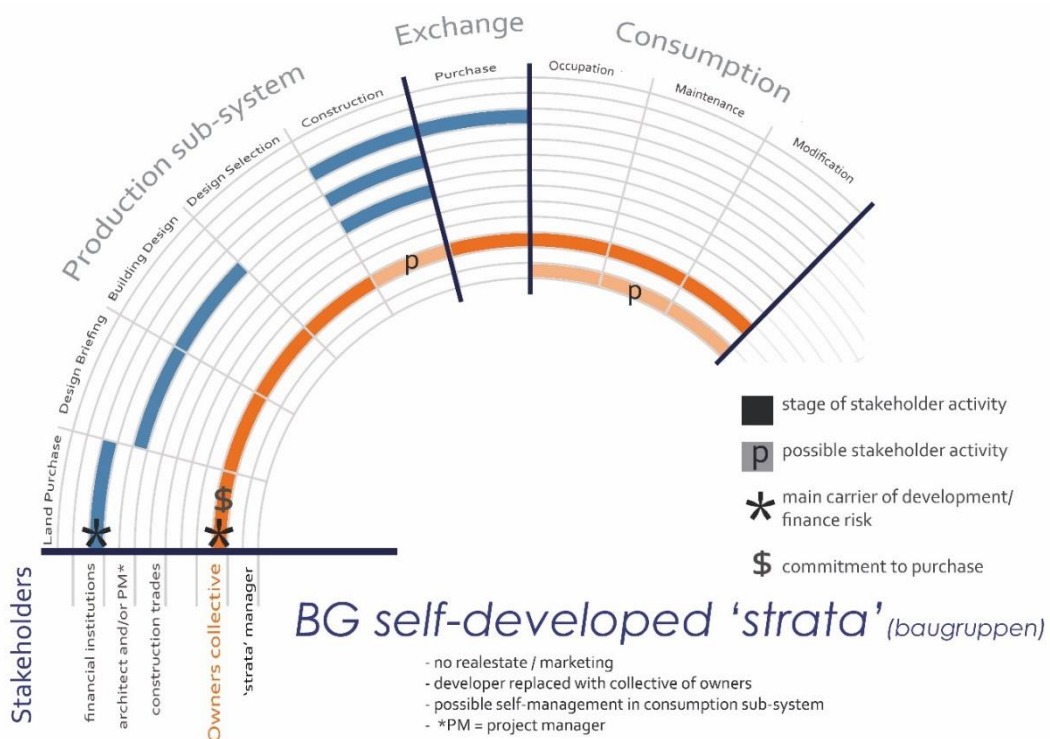 Production sub-system
Exchange
Consumption
Land Purchase
Design Briefing
Building Design
Design Selection
Construction
Purchase
Occupation
Maintenance
Modification
p
p
$
*
*
Stakeholders
financial institutions
architect and/or PM*
construction trades
Owners collective
'strata' manager
stage of stakeholder activity
p possible stakeholder activity
* main carrier of development/
finance risk
$ commitment to purchase
BG self-developed 'strata' (baugruppen)
- no realestate / marketing
- developer replaced with collective of owners
- possible self-management in consumption sub-system
- *PM = project manager